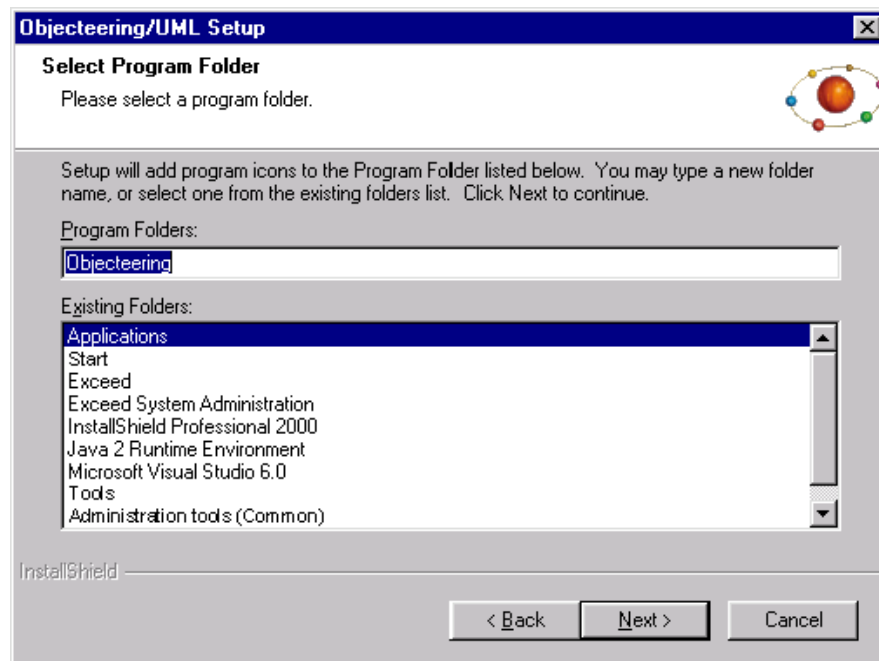 Objecteering/UML Setup
Select Program Folder
Please select a program folder.
Setup will add program icons to the Program Folder listed below.  You may type a new folder
name, or select one from the existing folders list.  Click Next to continue.
Program Folders:
Objecteering
Existing Folders:
Applications
Start
Exceed
Exceed System Administration
InstallShield Professional 2000
Java 2 Runtime Environment
Microsoft Visual Studio 6.0
Tools
Administration tools (Common)
InstallShield
< Back
Next >
Cancel